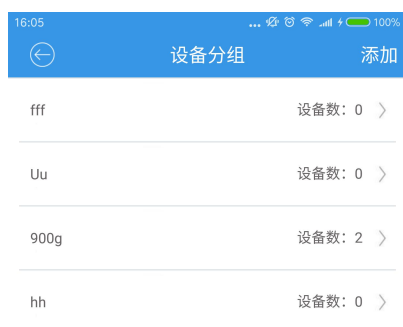 16:05 ... 100%
设备分组 添加
fff 设备数：0
Uu 设备数：0
900g 设备数：2
hh 设备数：0